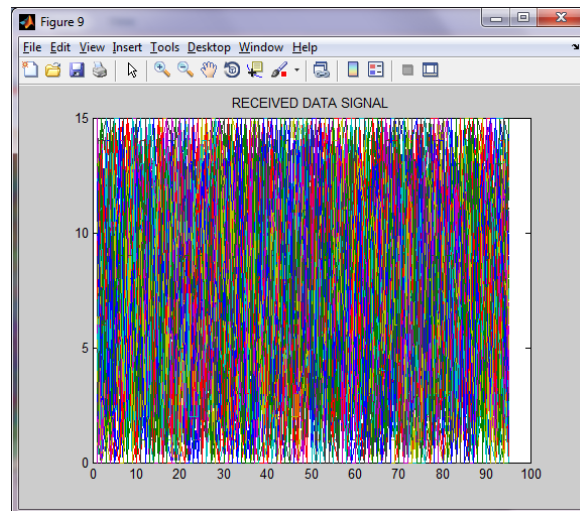 Figure 9
File Edit View Insert Tools Desktop Window Help
RECEIVED DATA SIGNAL
15
10
5
0
0 10 20 30 40 50 60 70 80 90 100